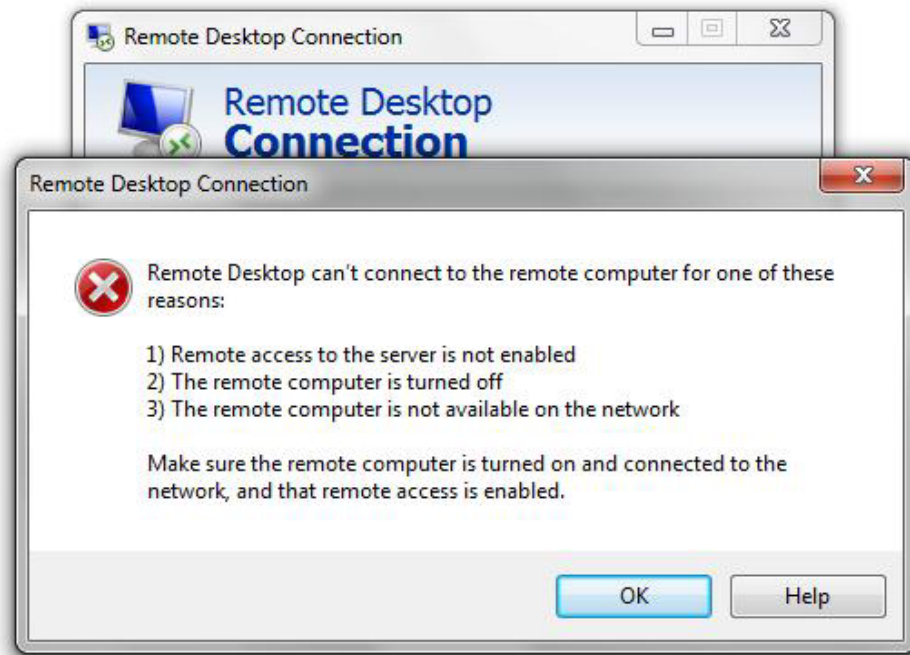 Remote Desktop Connection
Remote Desktop
Connection
Remote Desktop Connection
Remote Desktop can't connect to the remote computer for one of these
reasons:
1) Remote access to the server is not enabled
2) The remote computer is turned off
3) The remote computer is not available on the network
Make sure the remote computer is turned on and connected to the
network, and that remote access is enabled.
OK
Help